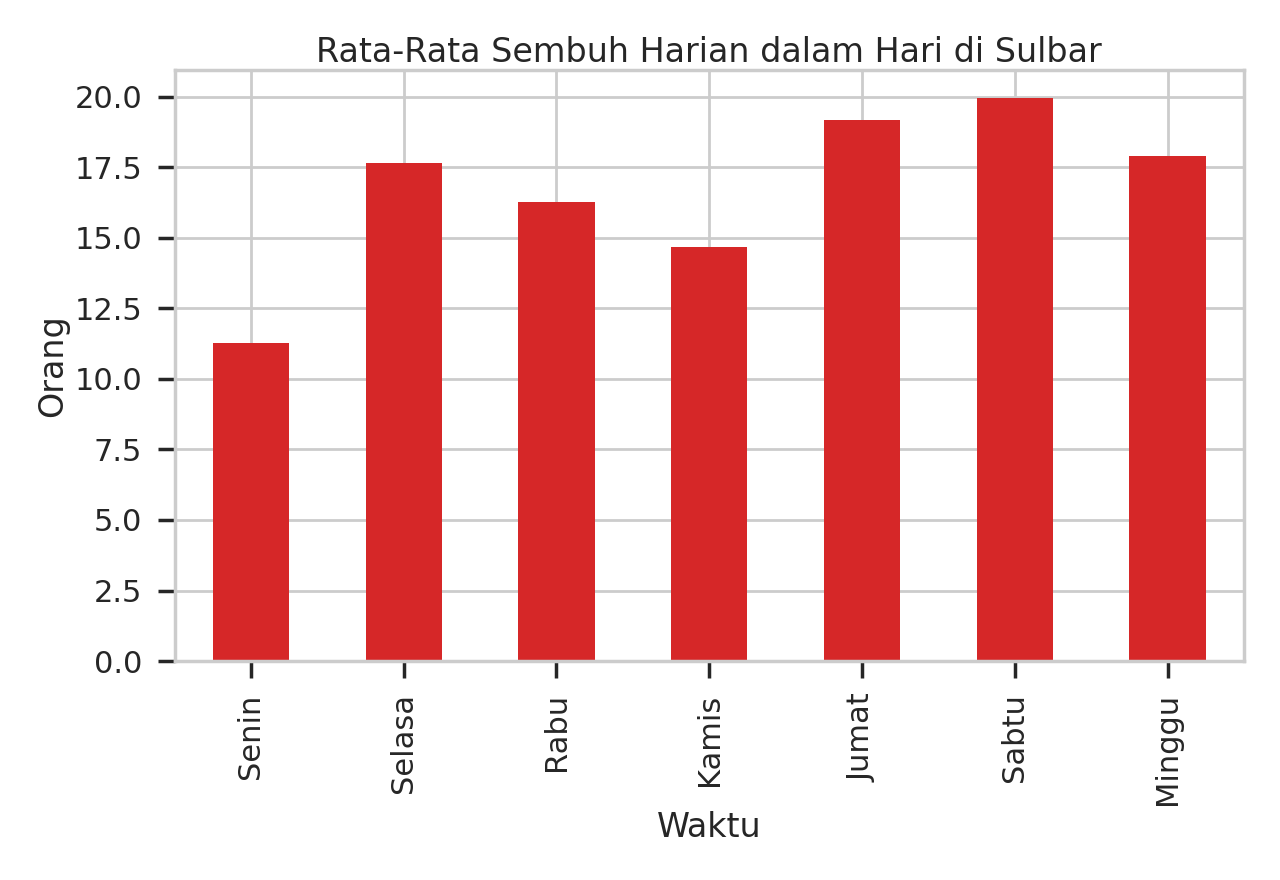 Rata-Rata Sembuh Harian dalam Hari di Sulbar
Orang
20.0
17.5
15.0
12.5
10.0
7.5
5.0
2.5
0.0
Senin
Selasa
Rabu
Kamis
Jumat
Sabtu
Minggu
Waktu